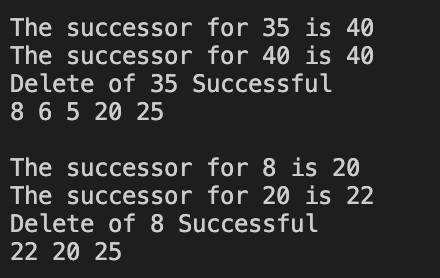 The successor for 35 is 40
The successor for 40 is 40
Delete of 35 Successful
8 6 5 20 25
The successor for 8 is 20
The successor for 20 is 22
Delete of 8 Successful
22 20 25